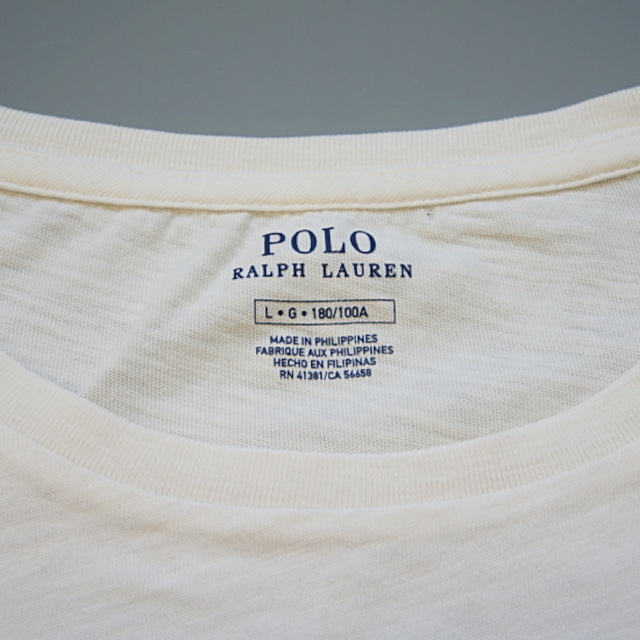 POLO
RALPH LAUREN
L • G • 180/100A
MADE IN PHILIPPINES
FABRIQUE AUX PHILIPPINES
HECHO EN FILIPINAS
RN 41381/CA 56658